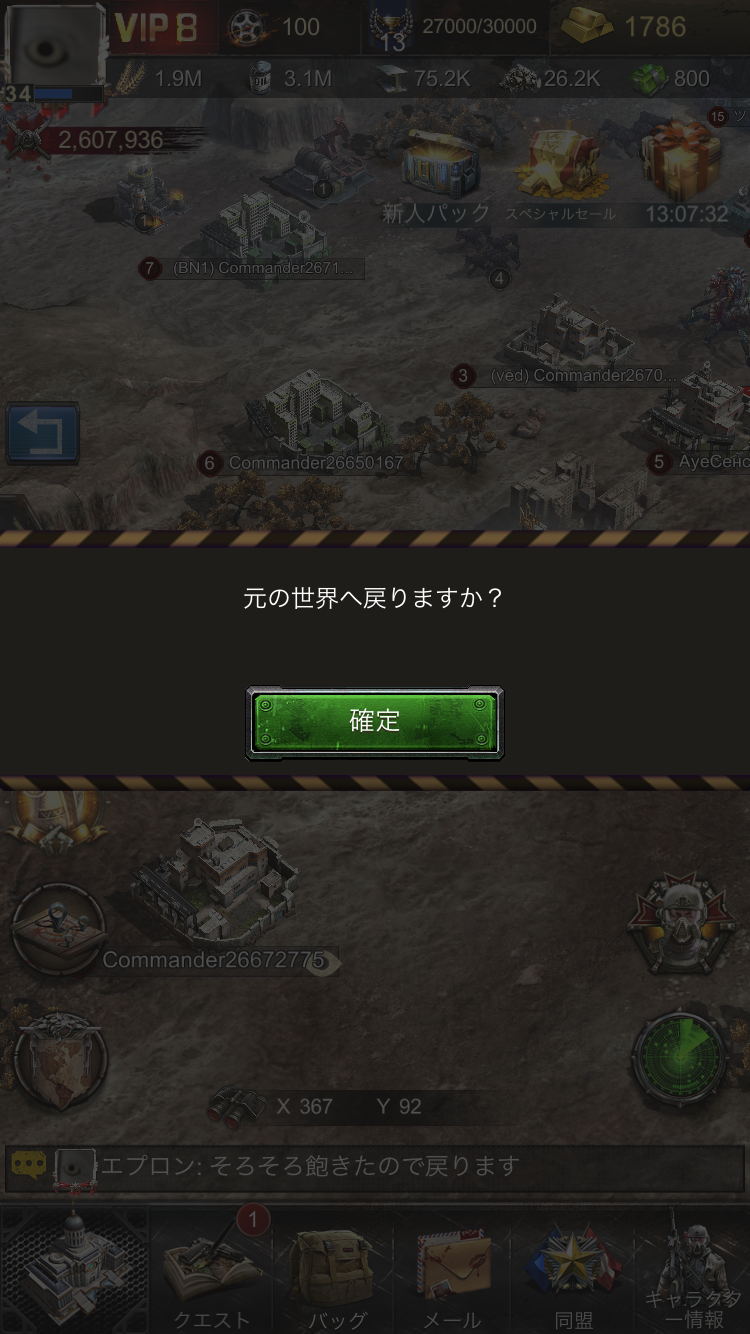 VIP 8
100
13
27000/30000
1786
34
1.9M
3.1M
75.2K
26.2K
800
2,607,936
15
ツ
1
1
新人パック
スペシャルセール
13:07:32
7 (BN1) Commander2671...
4
3 (ved) Commander2670...
6 Commander26650167
5 АуеСенс
元の世界へ戻りますか？
確定
Commander26672775
X 367 Y 92
エプロン: そろそろ飽きたので戻ります
1
クエスト
バッグ
メール
同盟
キャラクタ
ー情報